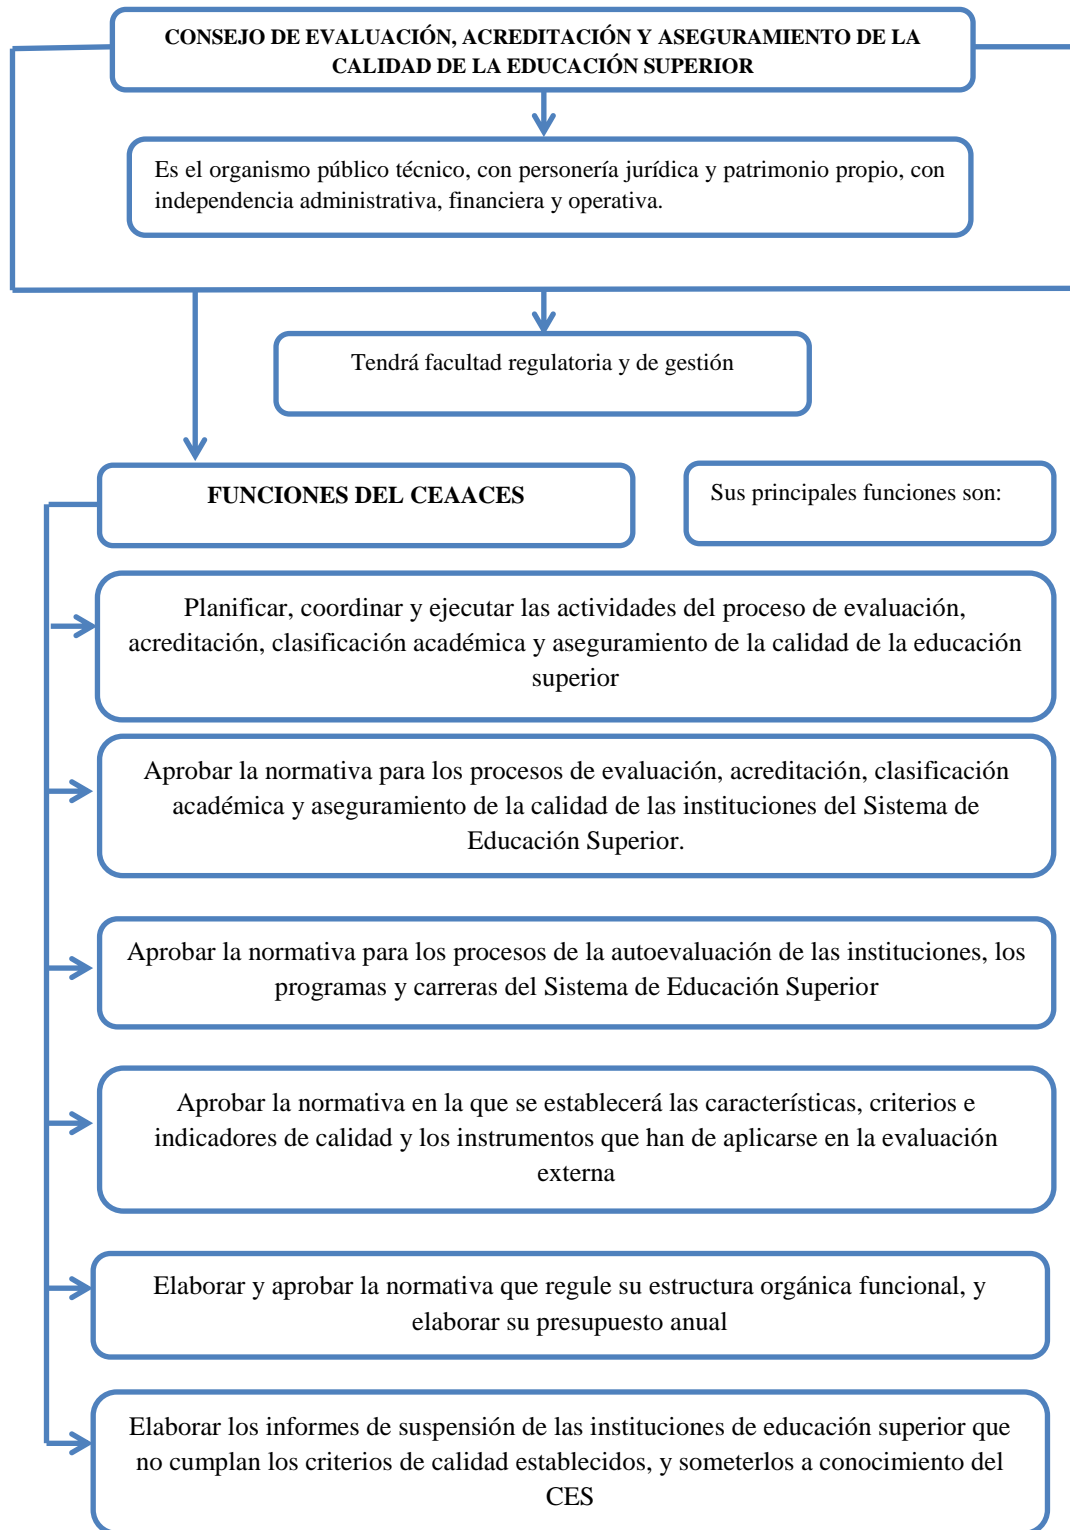 CONSEJO DE EVALUACIÓN, ACREDITACIÓN Y ASEGURAMIENTO DE LA
CALIDAD DE LA EDUCACIÓN SUPERIOR
Es el organismo público técnico, con personería jurídica y patrimonio propio, con
independencia administrativa, financiera y operativa.
Tendrá facultad regulatoria y de gestión
FUNCIONES DEL CEAACES
Sus principales funciones son:
Planificar, coordinar y ejecutar las actividades del proceso de evaluación,
acreditación, clasificación académica y aseguramiento de la calidad de la educación
superior
Aprobar la normativa para los procesos de evaluación, acreditación, clasificación
académica y aseguramiento de la calidad de las instituciones del Sistema de
Educación Superior.
Aprobar la normativa para los procesos de la autoevaluación de las instituciones, los
programas y carreras del Sistema de Educación Superior
Aprobar la normativa en la que se establecerá las características, criterios e
indicadores de calidad y los instrumentos que han de aplicarse en la evaluación
externa
Elaborar y aprobar la normativa que regule su estructura orgánica funcional, y
elaborar su presupuesto anual
Elaborar los informes de suspensión de las instituciones de educación superior que
no cumplan los criterios de calidad establecidos, y someterlos a conocimiento del
CES